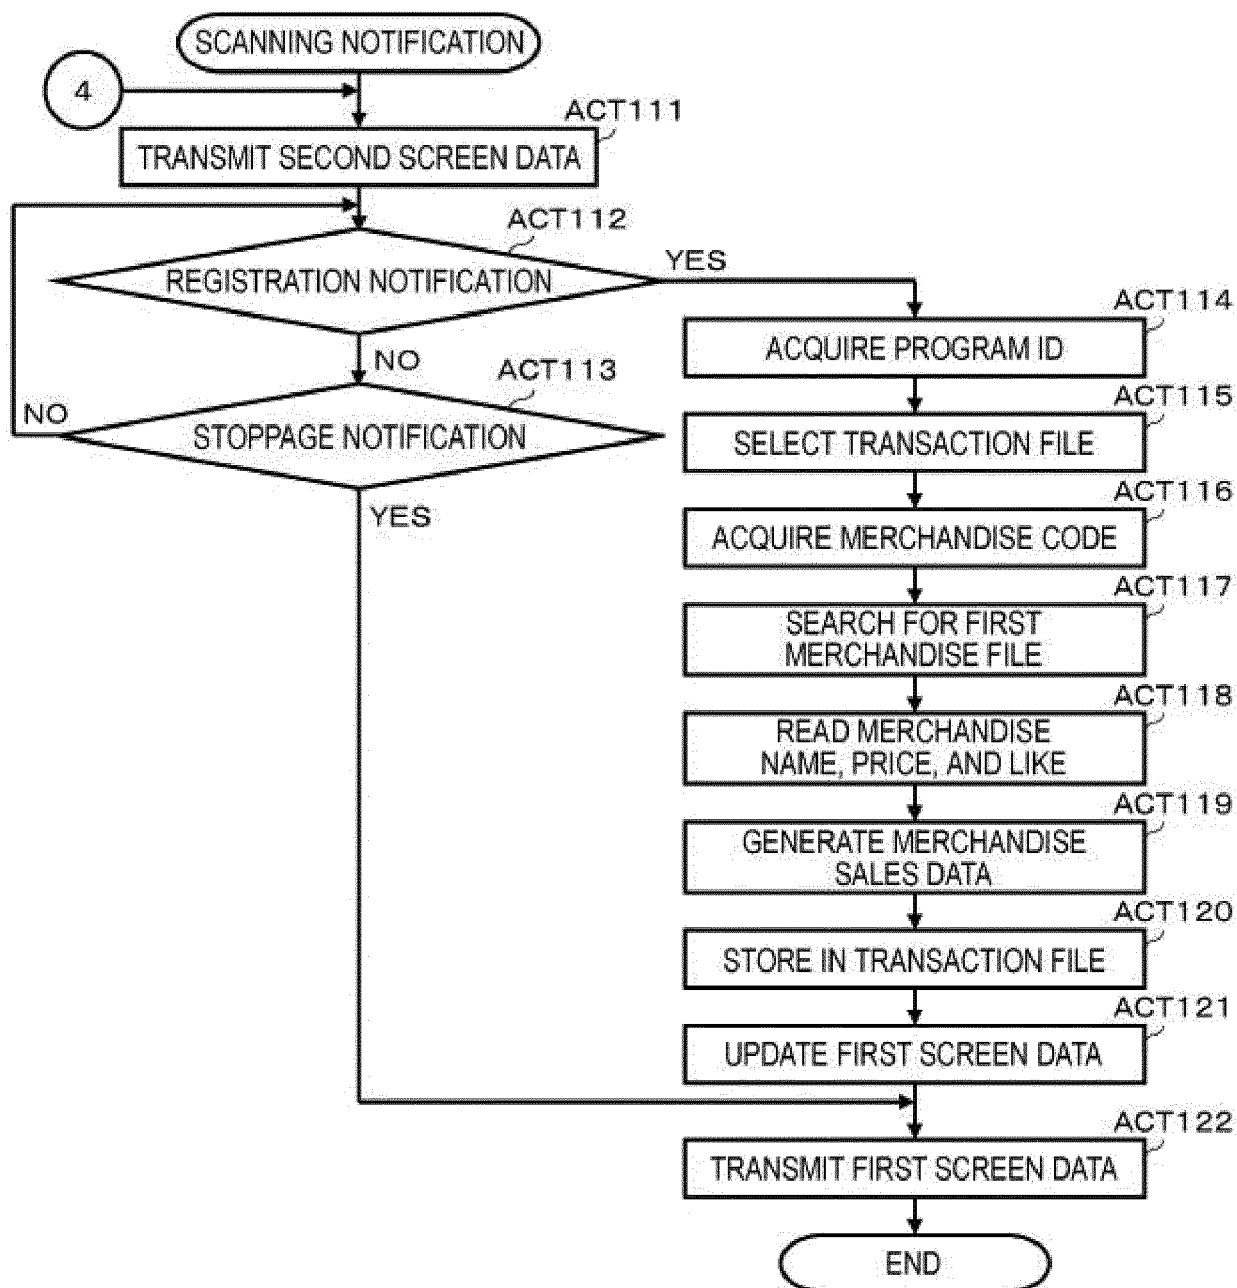 SCANNING NOTIFICATION
4
ACT111
TRANSMIT SECOND SCREEN DATA
ACT112
REGISTRATION NOTIFICATION
YES
NO
ACT113
STOPPAGE NOTIFICATION
NO
YES
ACT114
ACQUIRE PROGRAM ID
ACT115
SELECT TRANSACTION FILE
ACT116
ACQUIRE MERCHANDISE CODE
ACT117
SEARCH FOR FIRST
MERCHANDISE FILE
ACT118
READ MERCHANDISE
NAME, PRICE, AND LIKE
ACT119
GENERATE MERCHANDISE
SALES DATA
ACT120
STORE IN TRANSACTION FILE
ACT121
UPDATE FIRST SCREEN DATA
ACT122
TRANSMIT FIRST SCREEN DATA
END